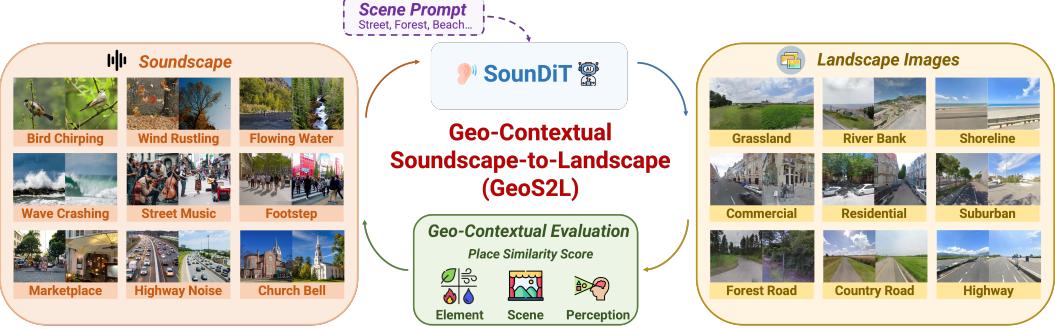 Scene Prompt
Street, Forest, Beach...
Soundscape
Bird Chirping
Wind Rustling
Flowing Water
Wave Crashing
Street Music
Footstep
Marketplace
Highway Noise
Church Bell
SounDiT
AI
Geo-Contextual
Soundscape-to-Landscape
(GeoS2L)
Geo-Contextual Evaluation
Place Similarity Score
Element
Scene
Perception
Landscape Images
Grassland
River Bank
Shoreline
Commercial
Residential
Suburban
Forest Road
Country Road
Highway